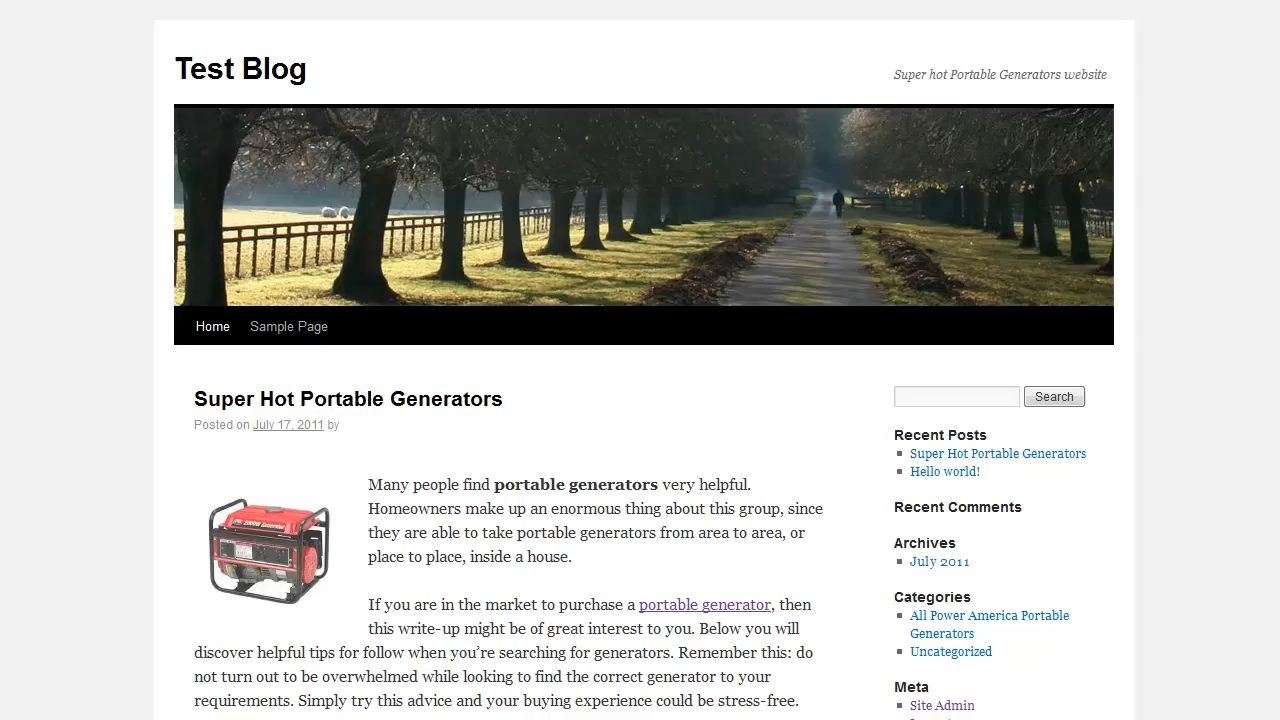 Test Blog
Super hot Portable Generators website
Home
Sample Page
Super Hot Portable Generators
Posted on July 17, 2011 by
Many people find portable generators very helpful.
Homeowners make up an enormous thing about this group, since
they are able to take portable generators from area to area, or
place to place, inside a house.
If you are in the market to purchase a portable generator, then
this write-up might be of great interest to you. Below you will
discover helpful tips for follow when you’re searching for generators. Remember this: do
not turn out to be overwhelmed while looking to find the correct generator to your
requirements. Simply try this advice and your buying experience could be stress-free.
Search
Recent Posts
Super Hot Portable Generators
Hello world!
Recent Comments
Archives
July 2011
Categories
All Power America Portable
Generators
Uncategorized
Meta
Site Admin